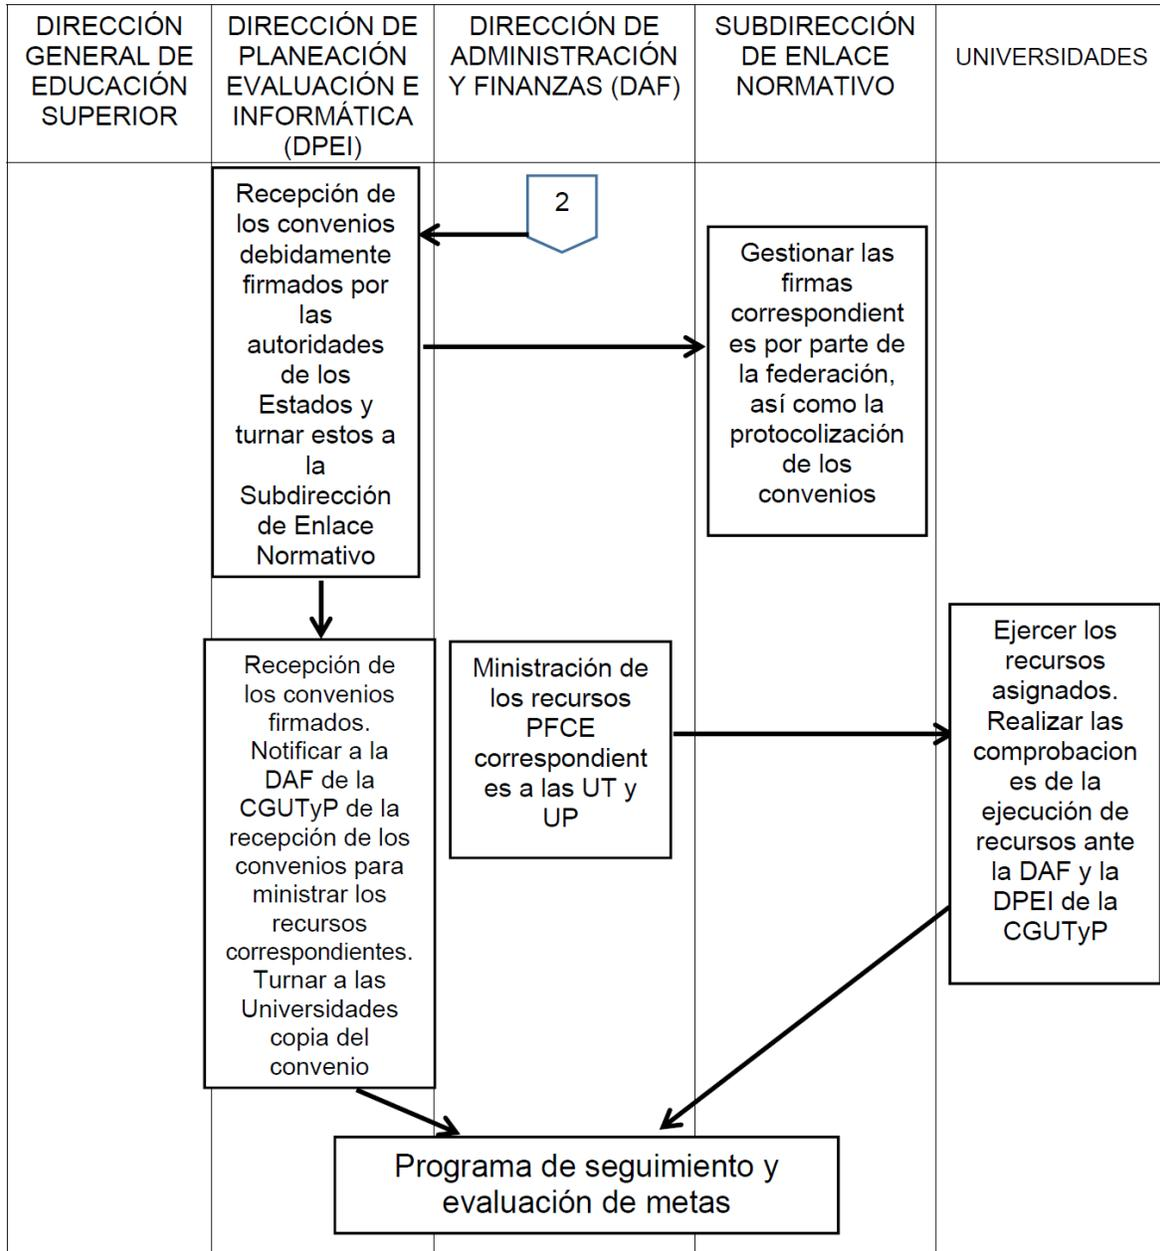 DIRECCIÓN
GENERAL DE
EDUCACIÓN
SUPERIOR
DIRECCIÓN DE
PLANEACIÓN
EVALUACIÓN E
INFORMÁTICA
(DPEI)
DIRECCIÓN DE
ADMINISTRACIÓN
Y FINANZAS (DAF)
SUBDIRECCIÓN
DE ENLACE
NORMATIVO
UNIVERSIDADES
Recepción de
los convenios
debidamente
firmados por
las
autoridades
de los
Estados y
turnar estos a
la
Subdirección
de Enlace
Normativo
2
Gestionar las
firmas
correspondient
es por parte de
la federación,
así como la
protocolización
de los
convenios
Recepción de
los convenios
firmados.
Notificar a la
DAF de la
CGUTyP de la
recepción de los
convenios para
ministrar los
recursos
correspondientes.
Turnar a las
Universidades
copia del
convenio
Ministración de
los recursos
PFCE
correspondient
es a las UT y
UP
Ejercer los
recursos
asignados.
Realizar las
comprobacion
es de la
ejecución de
recursos ante
la DAF y la
DPEI de la
CGUTyP
Programa de seguimiento y
evaluación de metas